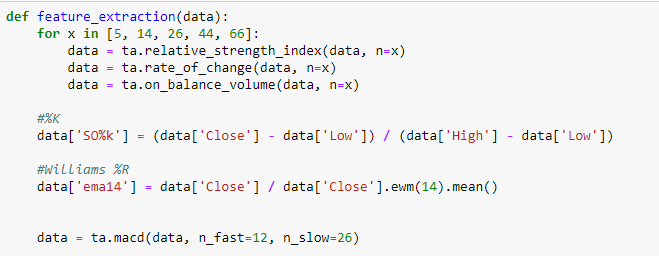 def feature_extraction(data):
    for x in [5, 14, 26, 44, 66]:
        data = ta.relative_strength_index(data, n=x)
        data = ta.rate_of_change(data, n=x)
        data = ta.on_balance_volume(data, n=x)
    #%K
    data['SO%k'] = (data['Close'] - data['Low']) / (data['High'] - data['Low'])
    #Williams %R
    data['ema14'] = data['Close'] / data['Close'].ewm(14).mean()
    data = ta.macd(data, n_fast=12, n_slow=26)